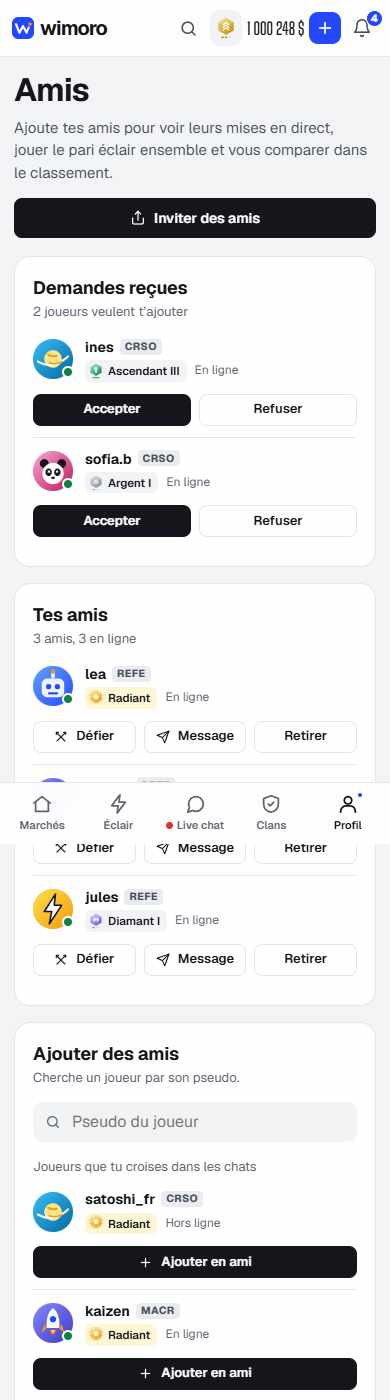 wimoro
1 000 248 $
4
Amis
Ajoute tes amis pour voir leurs mises en direct,
jouer le pari éclair ensemble et vous comparer dans
le classement.
Inviter des amis
Demandes reçues
2 joueurs veulent t'ajouter
ines CRSO
Ascendant III En ligne
Accepter Refuser
sofia.b CRSO
Argent I En ligne
Accepter Refuser
Tes amis
3 amis, 3 en ligne
lea REFE
Radiant En ligne
Défier Message Retirer
Marchés Éclair Live chat Clans Profil
Défier Message Retirer
jules REFE
Diamant I En ligne
Défier Message Retirer
Ajouter des amis
Cherche un joueur par son pseudo.
Pseudo du joueur
Joueurs que tu croises dans les chats
satoshi_fr CRSO
Radiant Hors ligne
Ajouter en ami
kaizen MACR
Radiant En ligne
Ajouter en ami